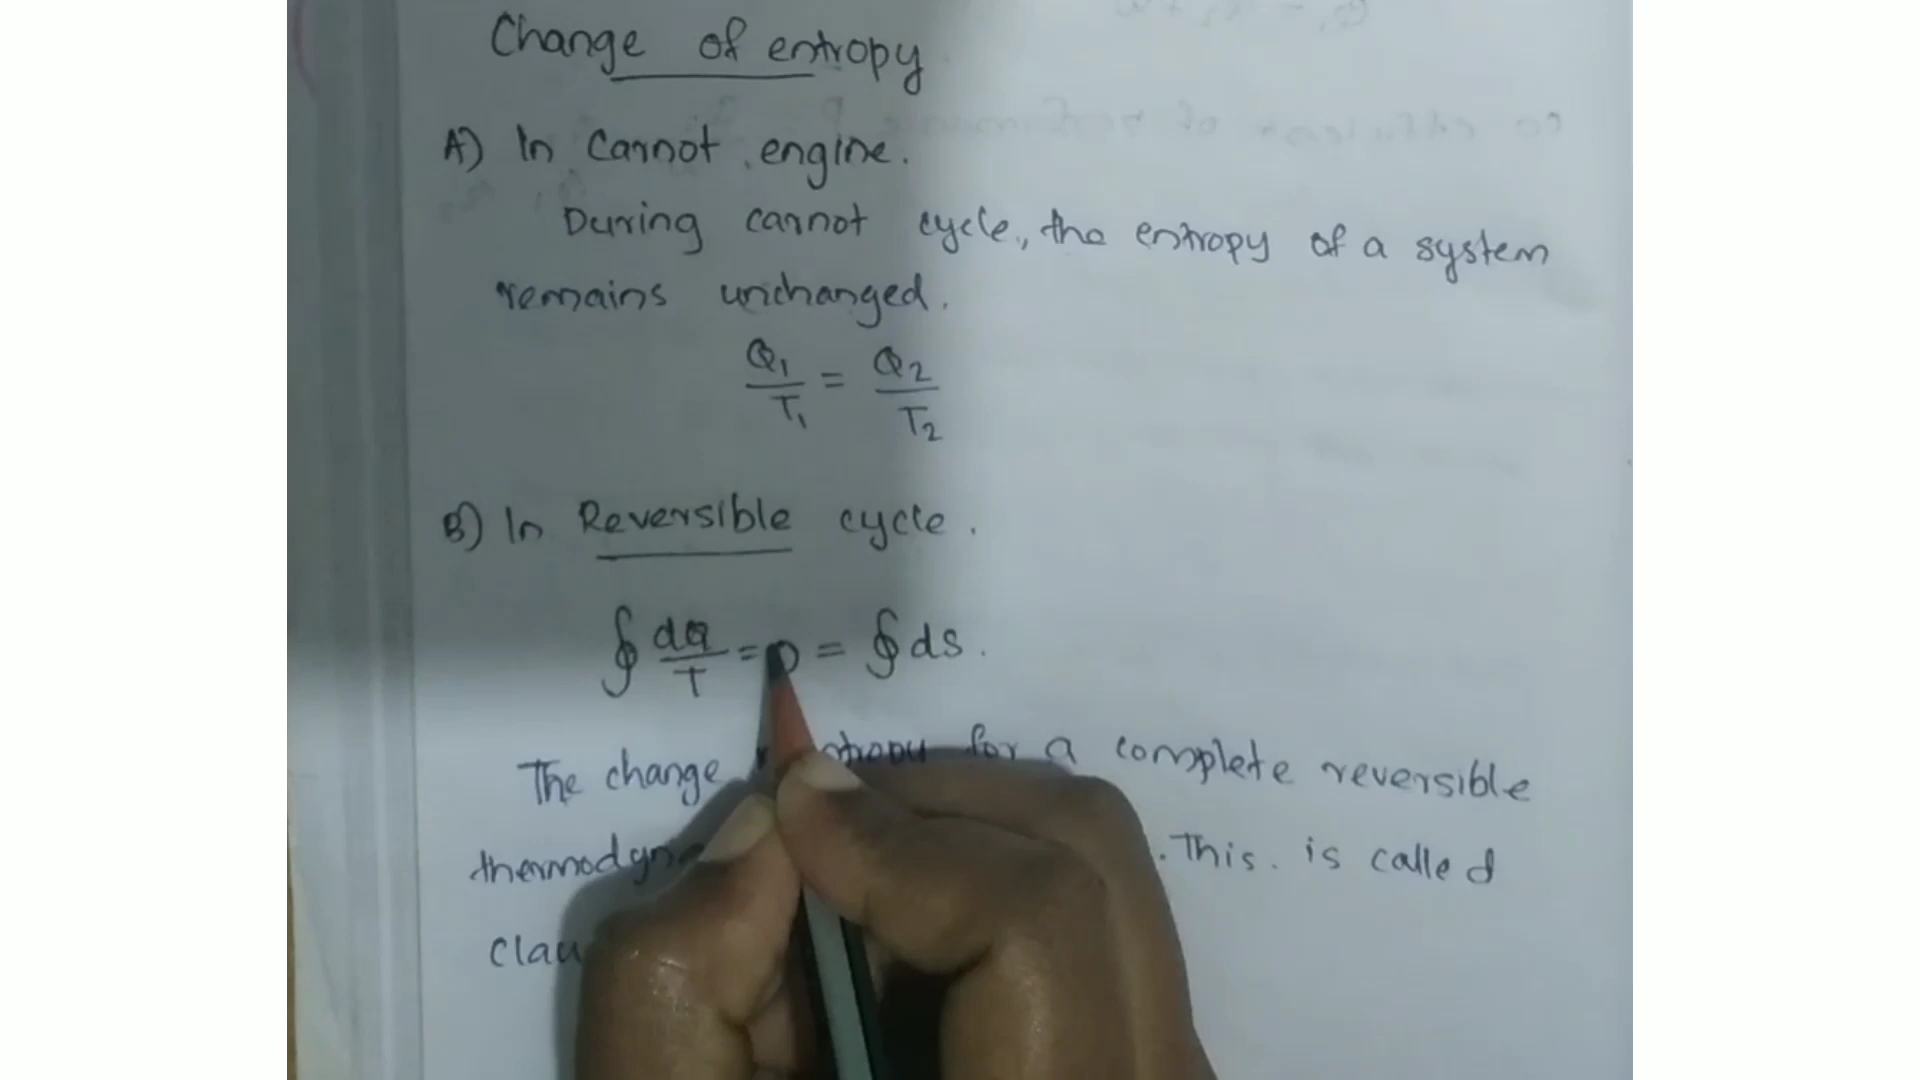 Change of entropy
A) In Carnot engine.
During carnot cycle, the entropy of a system
remains unchanged.
Q1/T1 = Q2/T2
B) In Reversible cycle.
∮ dQ/T = 0 = ∮ ds.
The change for a complete reversible
. This. is called